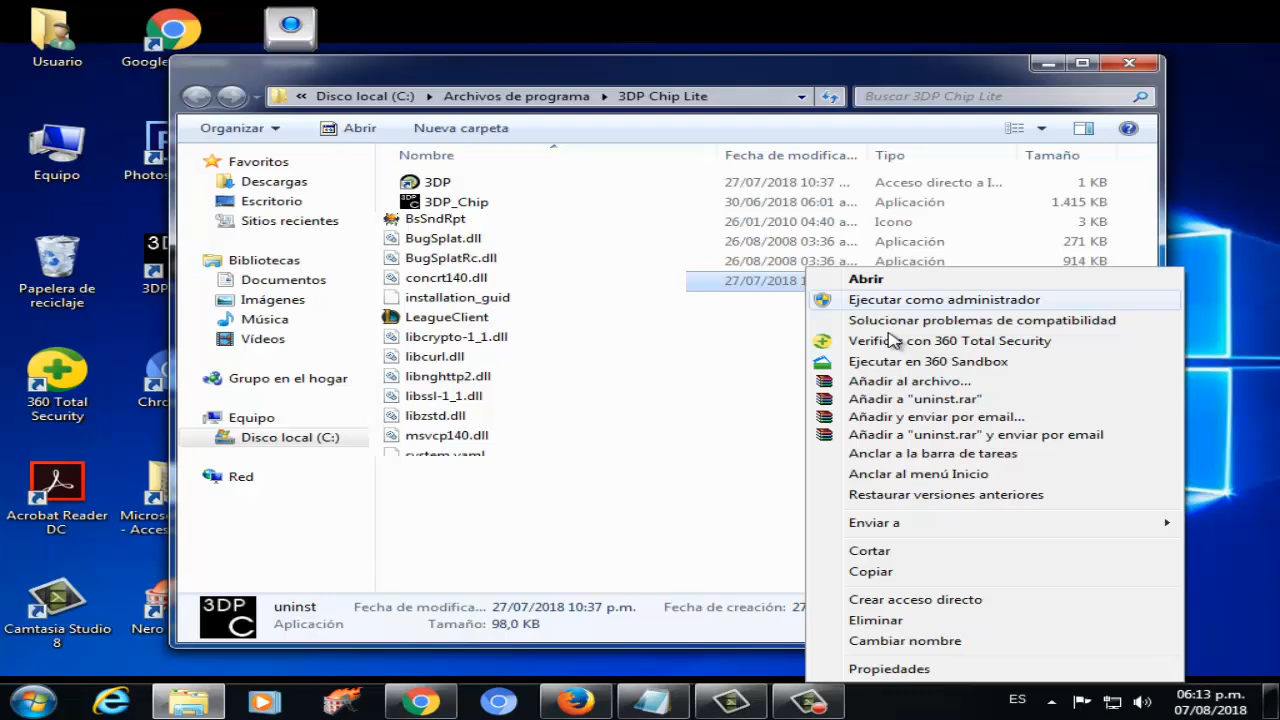 Usuario
Google
Equipo
Photos
Papelera de
reciclaje
3D
3DP
360 Total
Security
Chro
Acrobat Reader
DC
Micros
- Acces
Camtasia Studio
8
Nero
« Disco local (C:) ▸ Archivos de programa ▸ 3DP Chip Lite
Buscar 3DP Chip Lite
Organizar Abrir Nueva carpeta
Favoritos
Descargas
Escritorio
Sitios recientes
Bibliotecas
Documentos
Imágenes
Música
Vídeos
Grupo en el hogar
Equipo
Disco local (C:)
Red
Nombre Fecha de modifica... Tipo Tamaño
3DP 27/07/2018 10:37 ... Acceso directo a I... 1 KB
3DP_Chip 30/06/2018 06:01 a... Aplicación 1.415 KB
BsSndRpt 26/01/2010 04:40 a... Icono 3 KB
BugSplat.dll 26/08/2008 03:36 a... Aplicación 271 KB
BugSplatRc.dll 26/08/2008 03:36 a... Aplicación 914 KB
concrt140.dll 27/07/2018 1
installation_guid
LeagueClient
libcrypto-1_1.dll
libcurl.dll
libnghttp2.dll
libssl-1_1.dll
libzstd.dll
msvcp140.dll
system.yaml
Abrir
Ejecutar como administrador
Solucionar problemas de compatibilidad
con 360 Total Security
Ejecutar en 360 Sandbox
Añadir al archivo...
Añadir a "uninst.rar"
Añadir y enviar por email...
Añadir a "uninst.rar" y enviar por email
Anclar a la barra de tareas
Anclar al menú Inicio
Restaurar versiones anteriores
Enviar a
Cortar
Copiar
Crear acceso directo
Eliminar
Cambiar nombre
Propiedades
3DP
C
uninst Fecha de modifica... 27/07/2018 10:37 p.m. Fecha de creación: 27
Aplicación Tamaño: 98,0 KB
ES
06:13 p.m.
07/08/2018